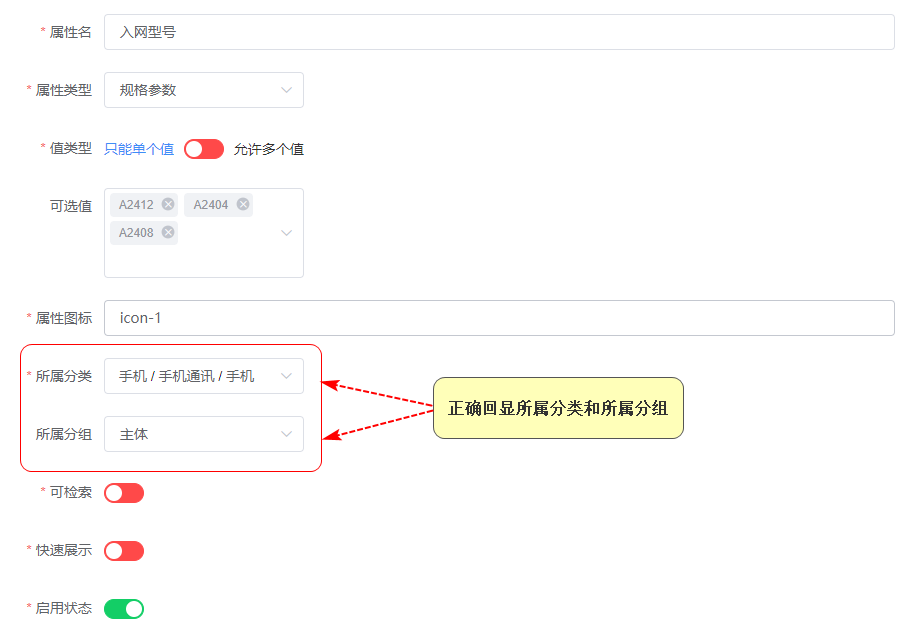 * 属性名 入网型号
* 属性类型 规格参数
* 值类型 只能单个值 允许多个值
可选值 A2412 A2404
A2408
* 属性图标 icon-1
* 所属分类 手机 / 手机通讯 / 手机
正确回显所属分类和所属分组
所属分组 主体
* 可检索
* 快速展示
* 启用状态